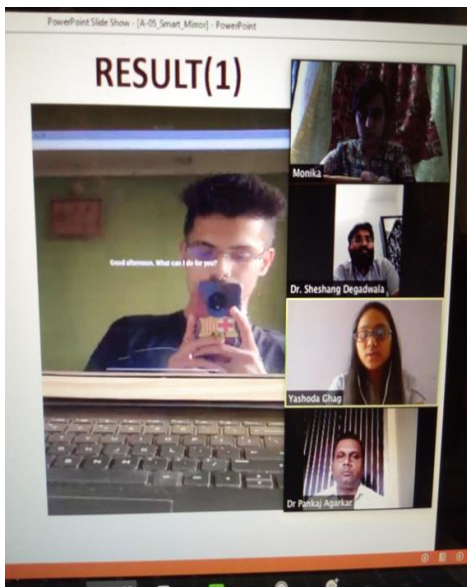 PowerPoint Slide Show - [A-05_Smart_Mirror] - PowerPoint
RESULT(1)
Good afternoon. What can I do for you?
Monika
Dr. Sheshang Degadwala
Yashoda Ghag
Dr Pankaj Agarkar